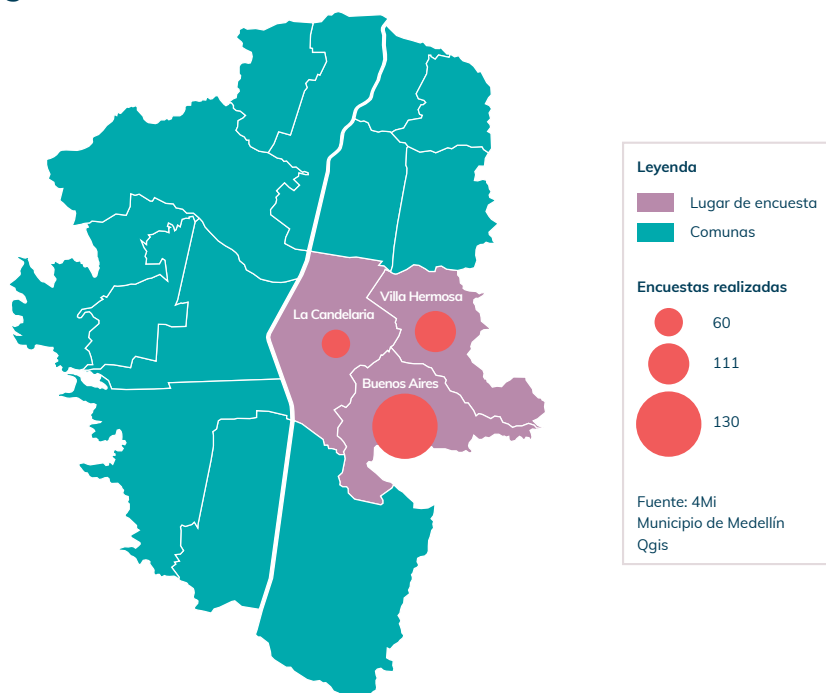 Villa Hermosa
La Candelaria
Buenos Aires
Leyenda
Lugar de encuesta
Comunas
Encuestas realizadas
60
111
130
Fuente: 4Mi
Municipio de Medellín
Qgis